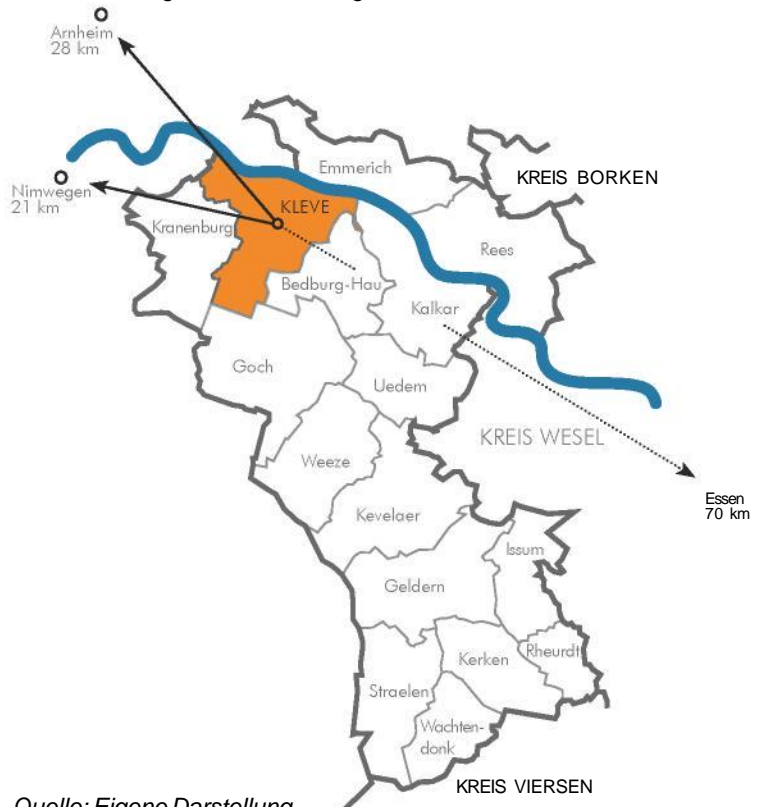 Arnheim
28 km
Emmerich
KREIS BORKEN
Nimwegen
21 km
KLEVE
Kranenburg
Rees
Bedburg-Hau
Kalkar
Goch
Uedem
KREIS WESEL
Weeze
Essen
70 km
Kevelaer
Issum
Geldern
Kerken
Rheurdt
Straelen
Wachten-
donk
KREIS VIERSEN
Quelle: Eigene Darstellung